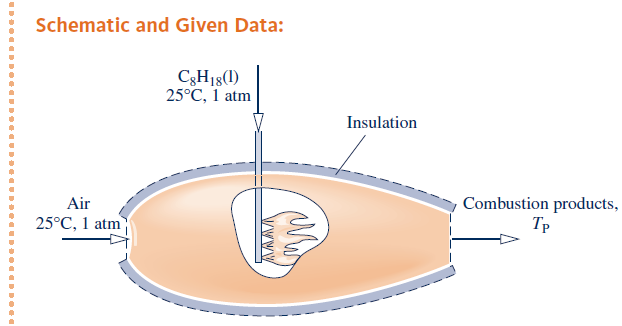 Schematic and Given Data:
C₈H₁₈(l)
25°C, 1 atm
Insulation
Air
25°C, 1 atm
Combustion products,
Tₚ